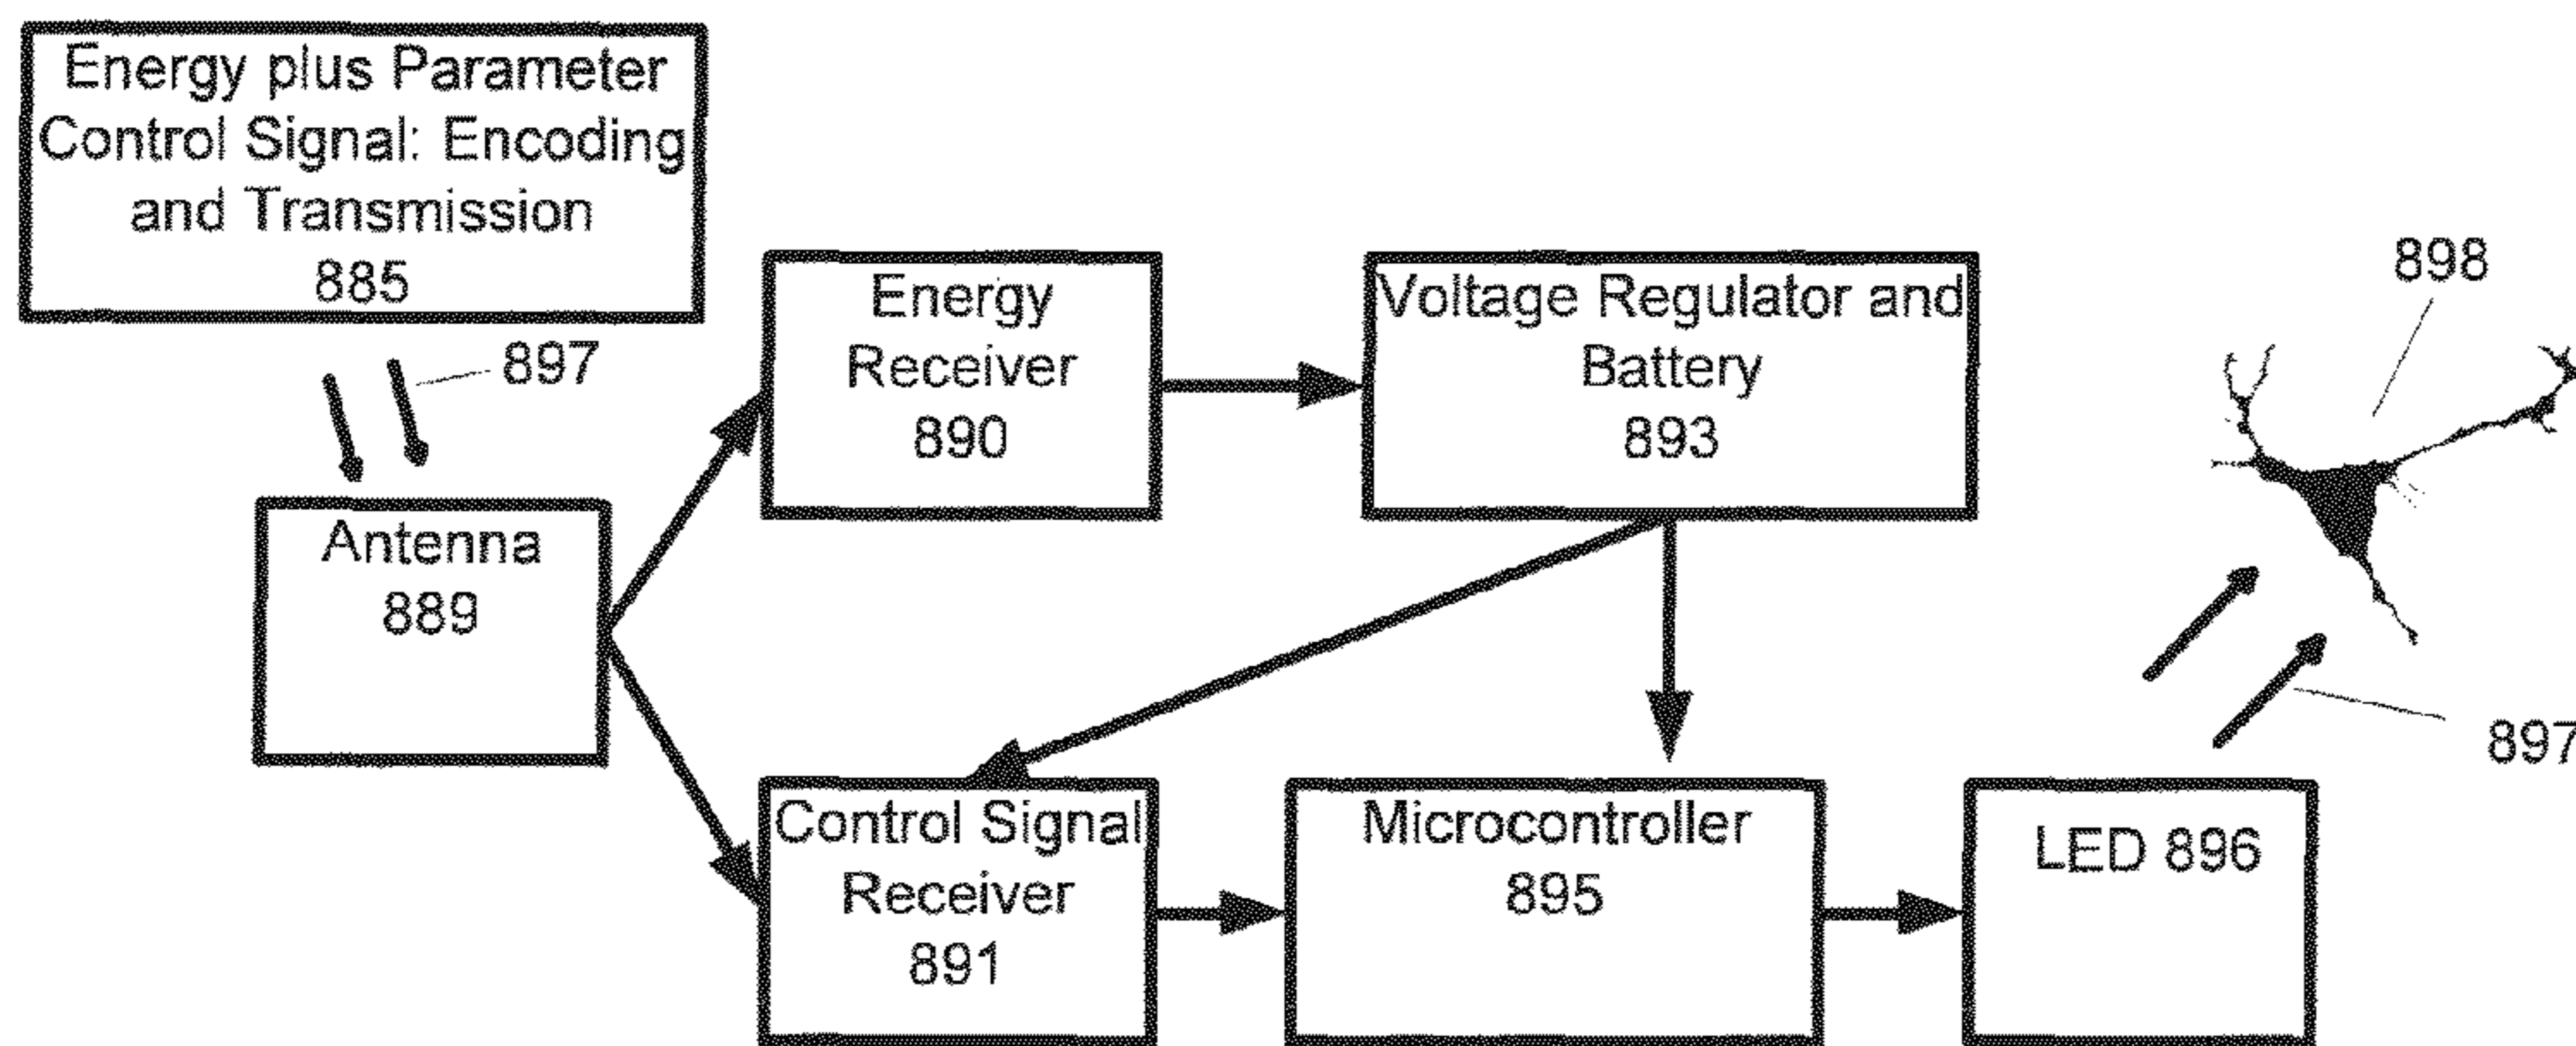 Energy plus Parameter
Control Signal: Encoding
and Transmission
885
897
Antenna
889
Energy
Receiver
890
Voltage Regulator and
Battery
893
898
Control Signal
Receiver
891
Microcontroller
895
LED 896
897